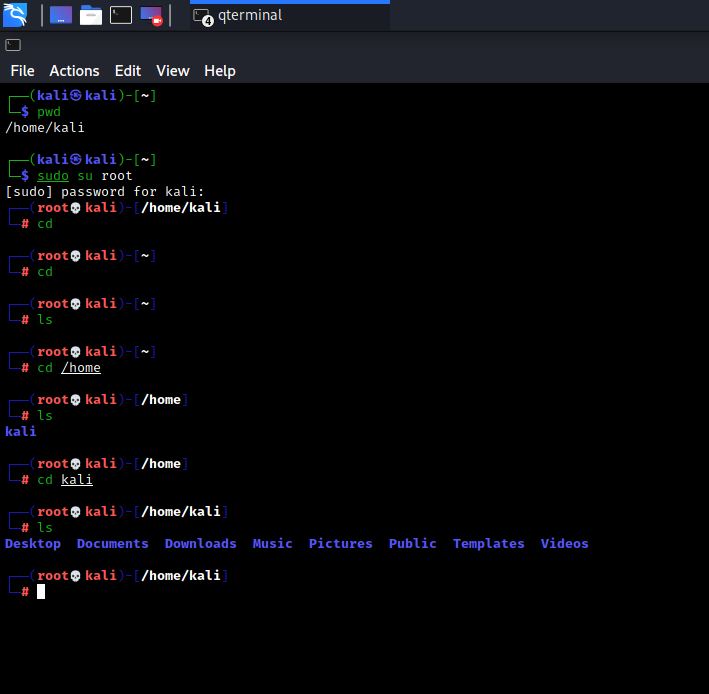 4 qterminal
File Actions Edit View Help
┌──(kali㉿kali)-[~]
└─$ pwd
/home/kali
┌──(kali㉿kali)-[~]
└─$ sudo su root
[sudo] password for kali:
┌──(root💀kali)-[/home/kali]
└─# cd
┌──(root💀kali)-[~]
└─# cd
┌──(root💀kali)-[~]
└─# ls
┌──(root💀kali)-[~]
└─# cd /home
┌──(root💀kali)-[/home]
└─# ls
kali
┌──(root💀kali)-[/home]
└─# cd kali
┌──(root💀kali)-[/home/kali]
└─# ls
Desktop Documents Downloads Music Pictures Public Templates Videos
┌──(root💀kali)-[/home/kali]
└─#